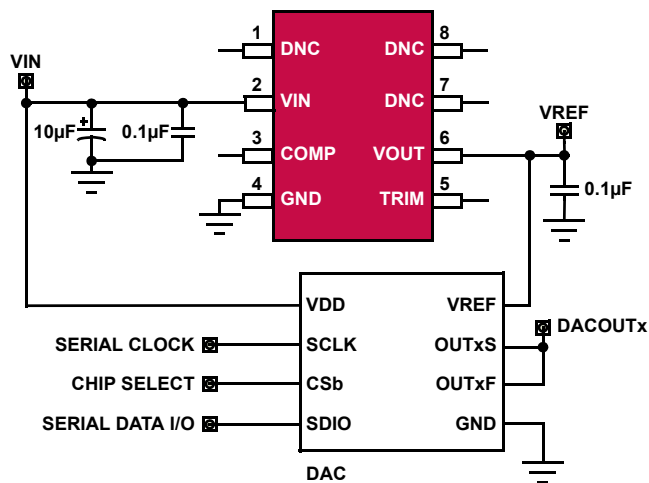 1
8
DNC
DNC
VIN
2
7
VIN
DNC
VREF
10µF
0.1µF
3
6
COMP
VOUT
4
5
GND
TRIM
0.1µF
VDD
VREF
DACOUTx
SERIAL CLOCK
SCLK
OUTxS
CHIP SELECT
CSb
OUTxF
SERIAL DATA I/O
SDIO
GND
DAC